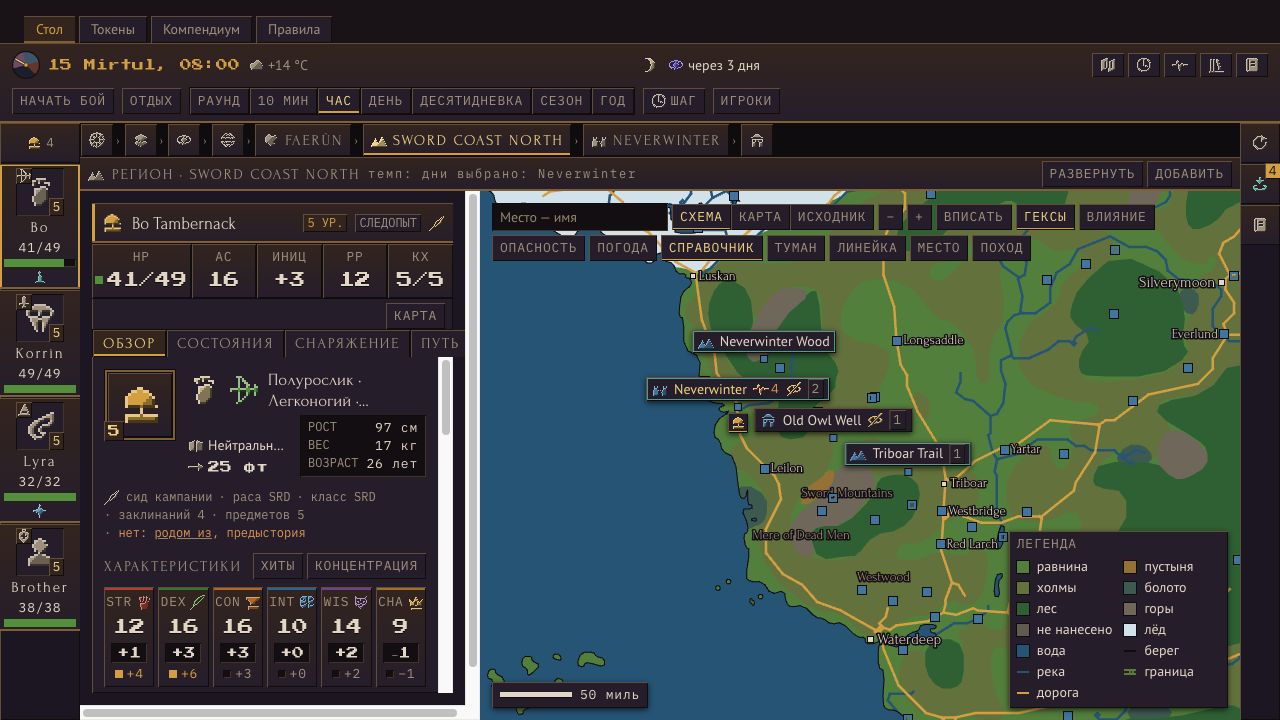 Стол Токены Компендиум Правила
15 Mirtul, 08:00 +14 °C через 3 дня
НАЧАТЬ БОЙ ОТДЫХ РАУНД 10 МИН ЧАС ДЕНЬ ДЕСЯТИДНЕВКА СЕЗОН ГОД ШАГ ИГРОКИ
4 FAERÛN SWORD COAST NORTH NEVERWINTER
РЕГИОН · SWORD COAST NORTH темп: дни выбрано: Neverwinter РАЗВЕРНУТЬ ДОБАВИТЬ
4
5
Bo
41/49
5
Korrin
49/49
5
Lyra
32/32
5
Brother
38/38
Bo Tambernack 5 УР. СЛЕДОПЫТ
HP AC ИНИЦ PP КХ
41/49 16 +3 12 5/5
КАРТА
ОБЗОР СОСТОЯНИЯ СНАРЯЖЕНИЕ ПУТЬ
5
Полурослик ·
Легконогий ·...
Нейтральн...
25 фт
РОСТ 97 см
ВЕС 17 кг
ВОЗРАСТ 26 лет
сид кампании · раса SRD · класс SRD
· заклинаний 4 · предметов 5
· нет: родом из, предыстория
ХАРАКТЕРИСТИКИ ХИТЫ КОНЦЕНТРАЦИЯ
STR DEX CON INT WIS CHA
12 16 16 10 14 9
+1 +3 +3 +0 +2 -1
+4 +6 +3 +0 +2 -1
Место — имя СХЕМА КАРТА ИСХОДНИК − + ВПИСАТЬ ГЕКСЫ ВЛИЯНИЕ
ОПАСНОСТЬ ПОГОДА СПРАВОЧНИК ТУМАН ЛИНЕЙКА МЕСТО ПОХОД
Luskan
Silverymoon
Everlund
Neverwinter Wood
Longsaddle
Neverwinter 4 2
Old Owl Well 1
Triboar Trail 1
Yartar
Leilon
Triboar
Sword Mountains
Westbridge
Mere of Dead Men
Red Larch
Westwood
Waterdeep
50 миль
ЛЕГЕНДА
равнина пустыня
холмы болото
лес горы
не нанесено лёд
вода берег
река граница
дорога